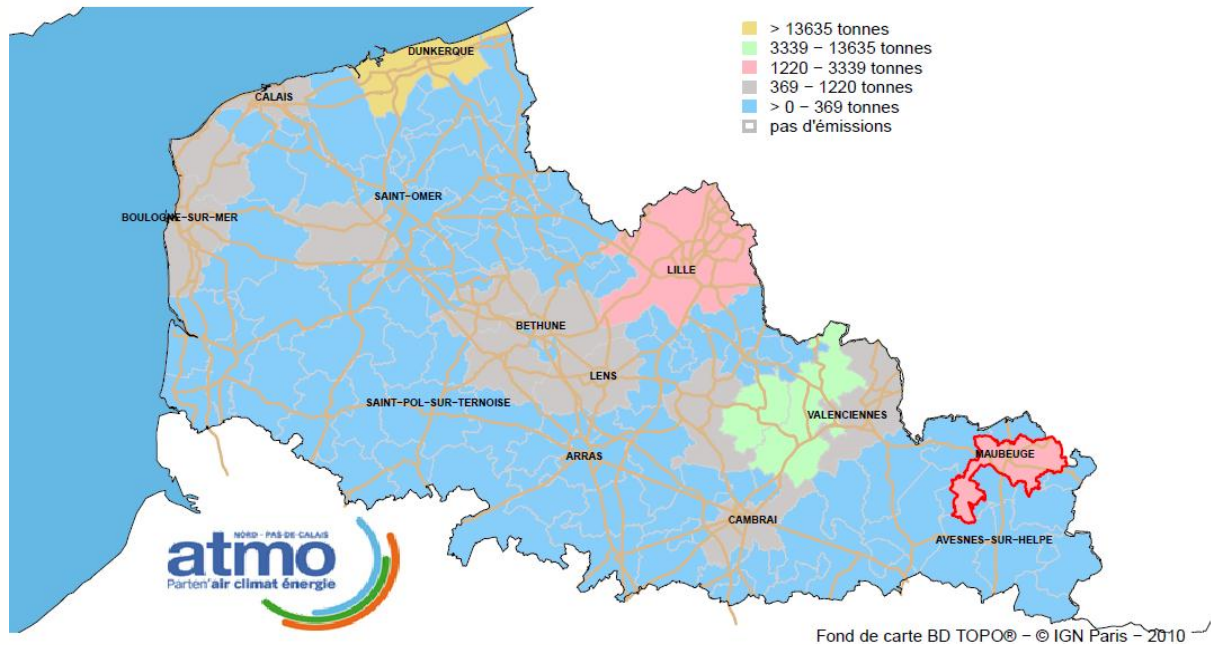 > 13635 tonnes
3339 – 13635 tonnes
1220 – 3339 tonnes
369 – 1220 tonnes
> 0 – 369 tonnes
pas d'émissions
DUNKERQUE
CALAIS
SAINT–OMER
BOULOGNE–SUR–MER
LILLE
BETHUNE
LENS
SAINT–POL–SUR–TERNOISE
VALENCIENNES
ARRAS
MAUBEUGE
CAMBRAI
AVESNES–SUR–HELPE
NORD - PAS-DE-CALAIS
atmo
Parten'air climat énergie
Fond de carte BD TOPO® – © IGN Paris – 2010